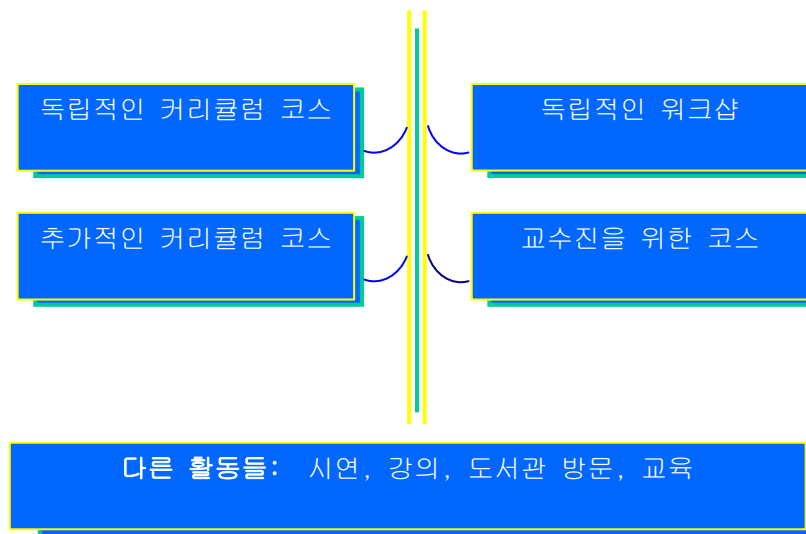 독립적인 커리큘럼 코스
독립적인 워크샵
추가적인 커리큘럼 코스
교수진을 위한 코스
다른 활동들: 시연, 강의, 도서관 방문, 교육